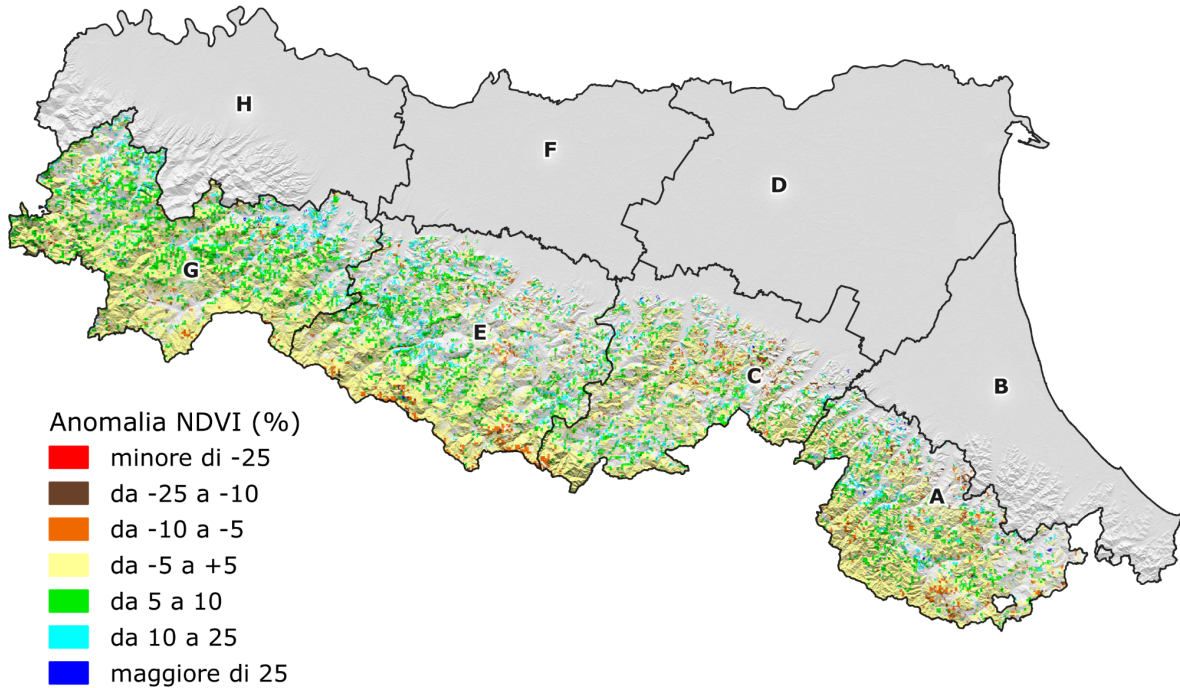 H
F
D
G
E
C
B
A
Anomalia NDVI (%)
minore di -25
da -25 a -10
da -10 a -5
da -5 a +5
da 5 a 10
da 10 a 25
maggiore di 25